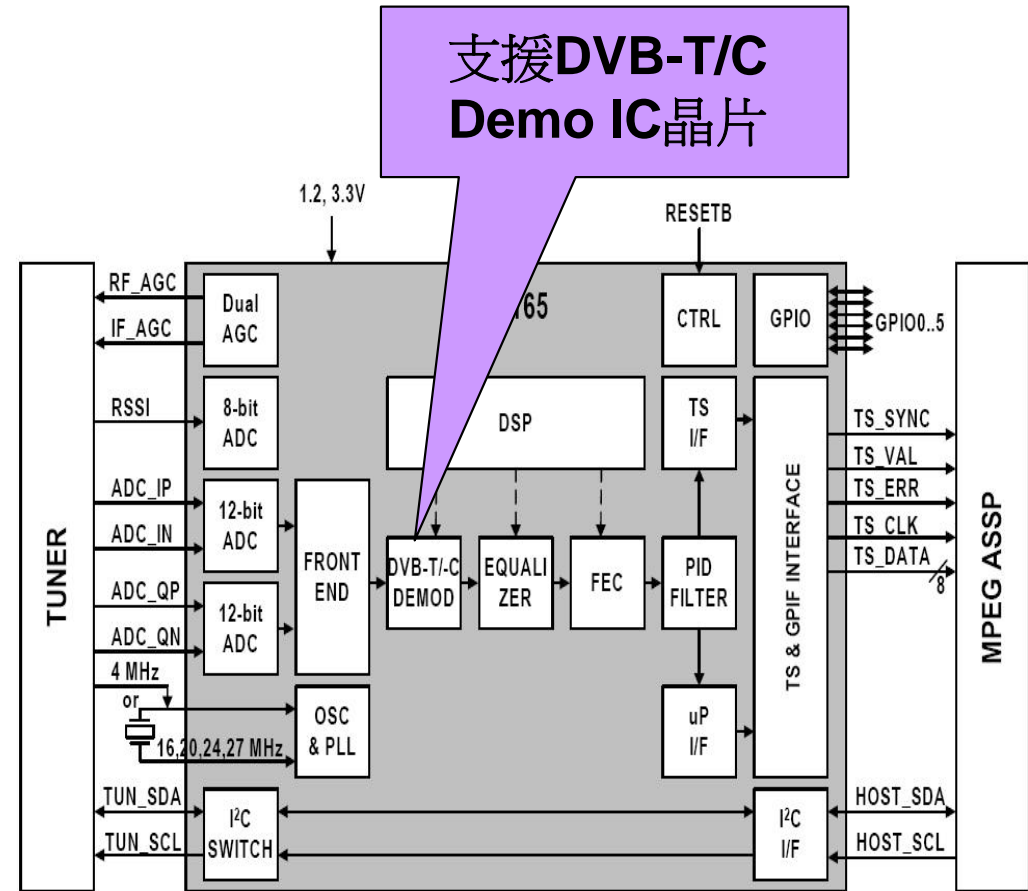 支援DVB-T/C
Demo IC晶片
1.2, 3.3V
RESETB
TUNER
RF_AGC
IF_AGC
RSSI
ADC_IP
ADC_IN
ADC_QP
ADC_QN
4 MHz
or
16,20,24,27 MHz
TUN_SDA
TUN_SCL
Dual
AGC
8-bit
ADC
12-bit
ADC
12-bit
ADC
OSC
& PLL
I²C
SWITCH
FRONT
END
DSP
DVB-T/-C
DEMOD
EQUALI
ZER
FEC
PID
FILTER
CTRL
GPIO
TS
I/F
uP
I/F
I²C
I/F
TS & GPIF INTERFACE
GPIO0..5
TS_SYNC
TS_VAL
TS_ERR
TS_CLK
TS_DATA
8
HOST_SDA
HOST_SCL
MPEG ASSP